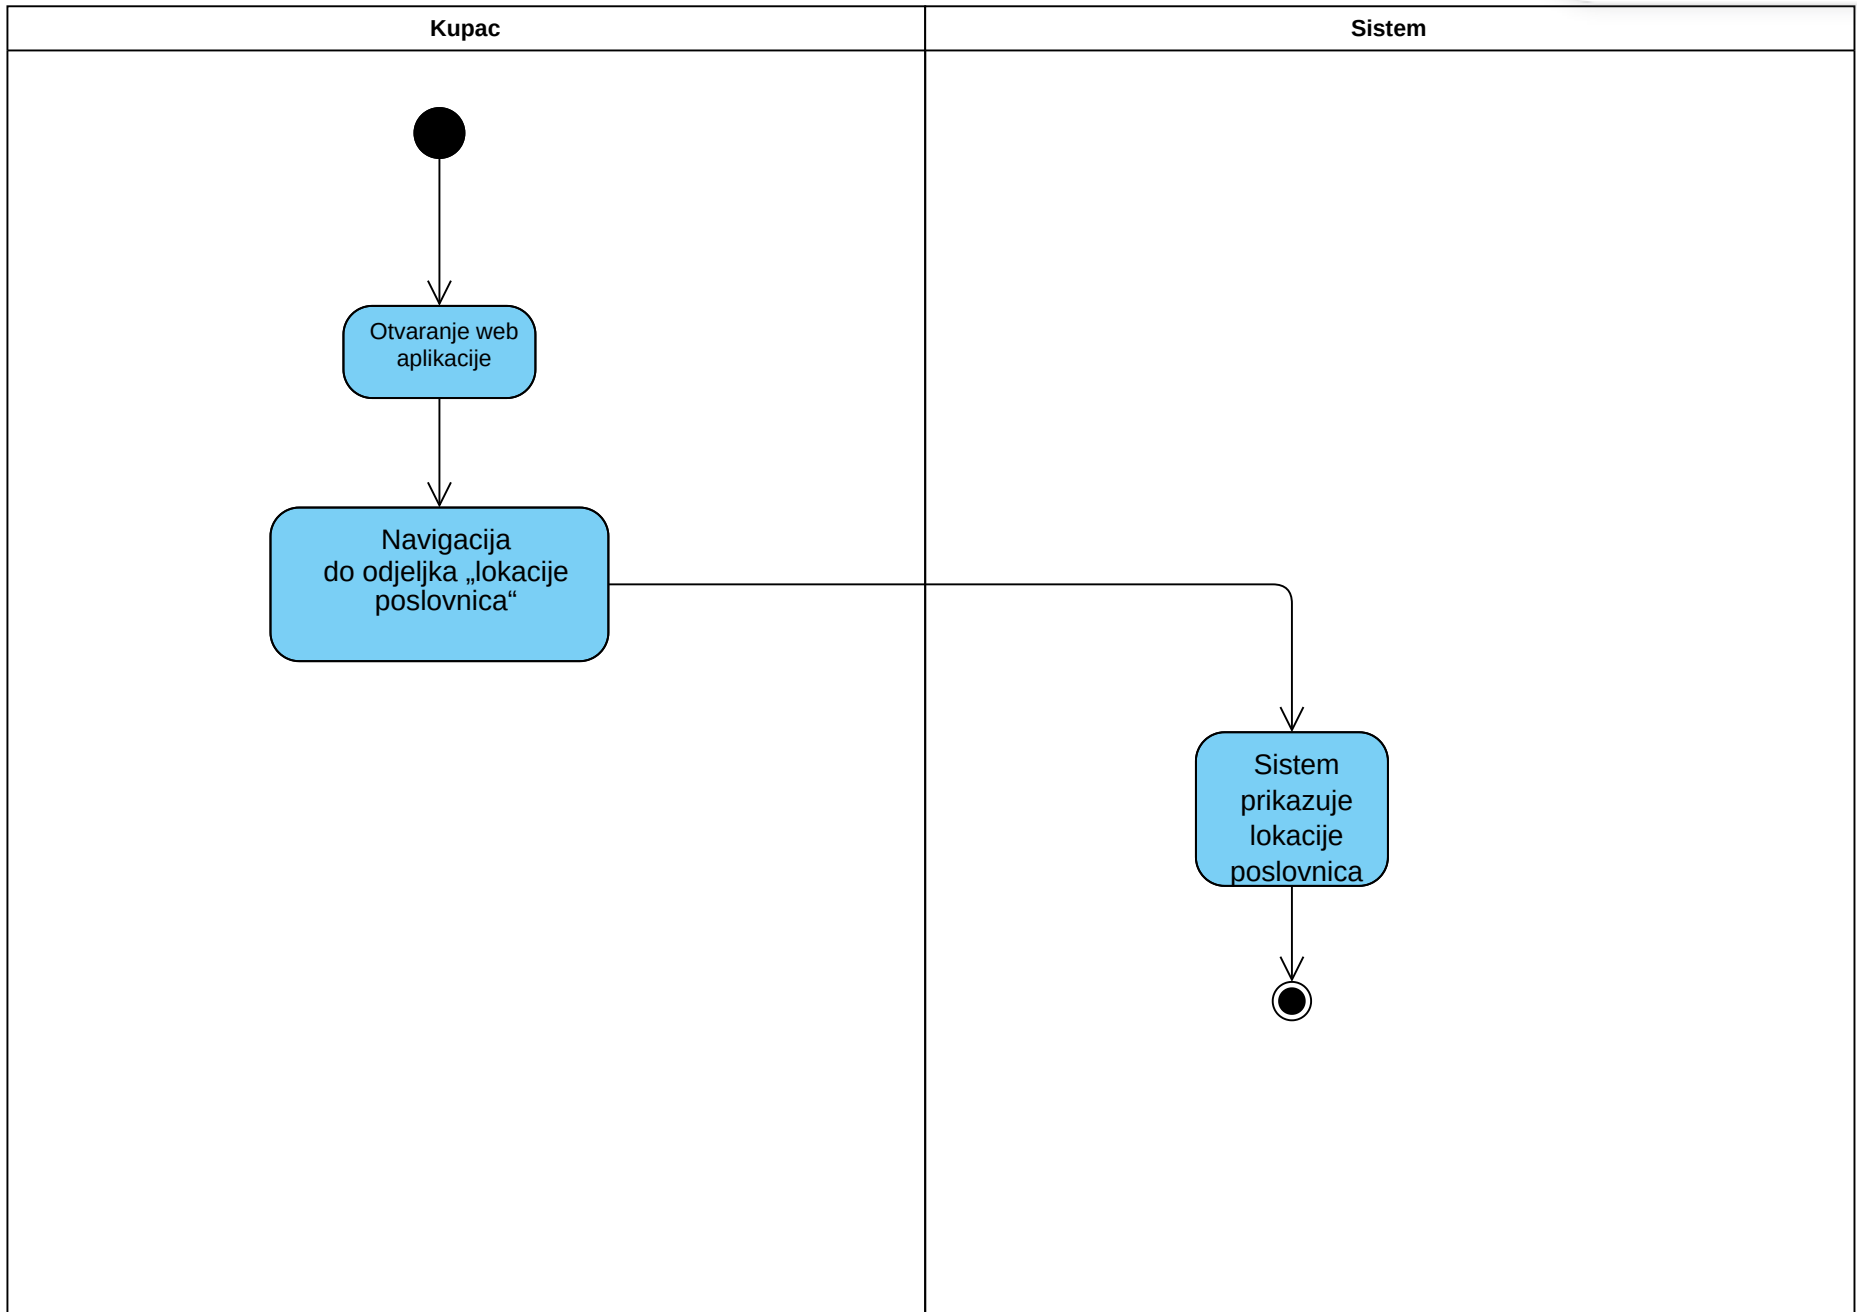 Kupac
Sistem
Otvaranje web
aplikacije
Navigacija
do odjeljka „lokacije
poslovnica“
Sistem
prikazuje
lokacije
poslovnica